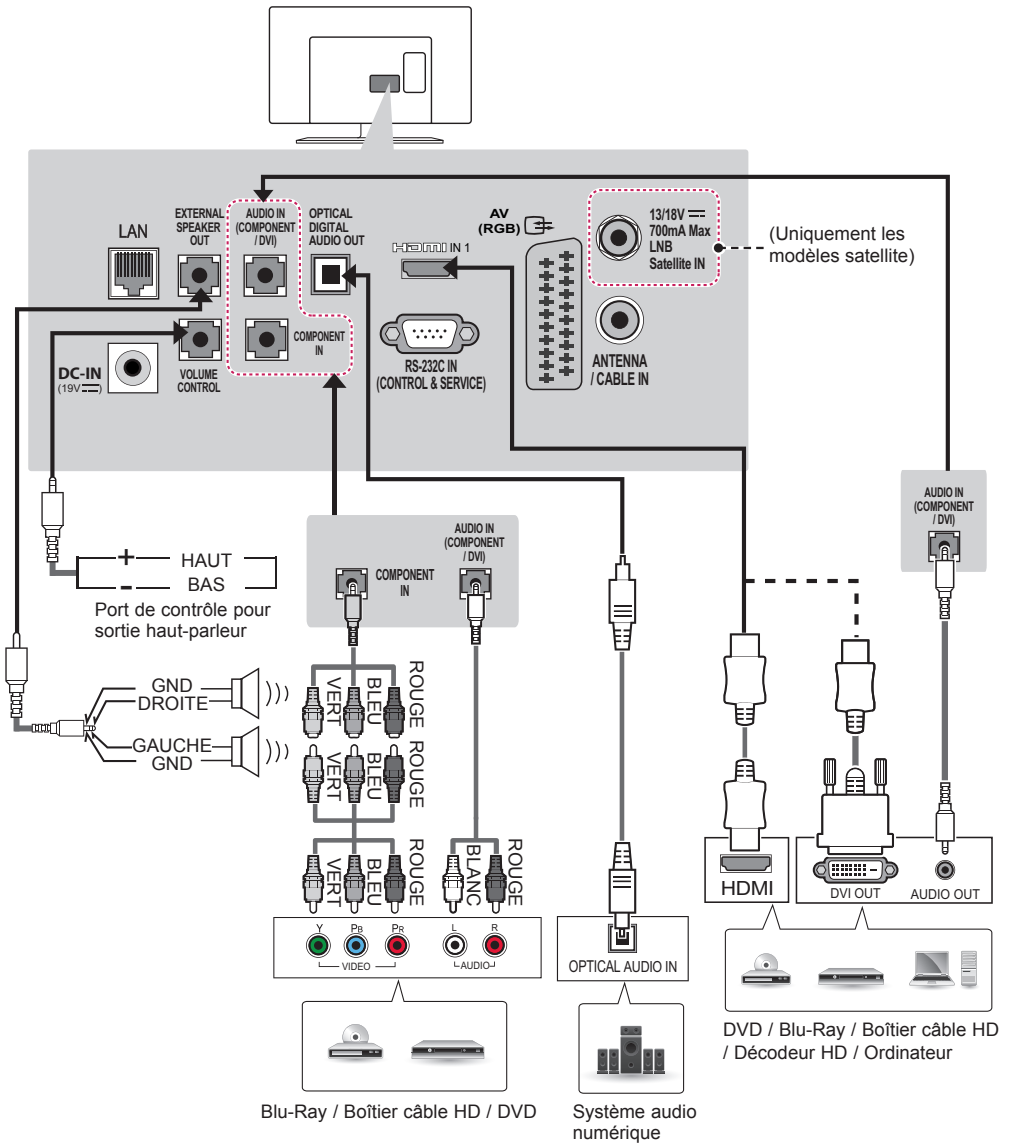 LAN
EXTERNAL
SPEAKER
OUT
AUDIO IN
(COMPONENT
/ DVI)
OPTICAL
DIGITAL
AUDIO OUT
HDMI IN 1
AV
(RGB)
13/18V
700mA Max
LNB
Satellite IN
(Uniquement les
modèles satellite)
DC-IN
(19V)
VOLUME
CONTROL
COMPONENT
IN
RS-232C IN
(CONTROL & SERVICE)
ANTENNA
/ CABLE IN
AUDIO IN
(COMPONENT
/ DVI)
AUDIO IN
(COMPONENT
/ DVI)
COMPONENT
IN
+ HAUT
- BAS
Port de contrôle pour
sortie haut-parleur
GND
DROITE
GAUCHE
GND
VERT
BLEU
ROUGE
VERT
BLEU
ROUGE
VERT
BLEU
ROUGE
BLANC
ROUGE
Y PB PR
VIDEO
L R
AUDIO
OPTICAL AUDIO IN
HDMI
DVI OUT
AUDIO OUT
Blu-Ray / Boîtier câble HD / DVD
Système audio
numérique
DVD / Blu-Ray / Boîtier câble HD
/ Décodeur HD / Ordinateur